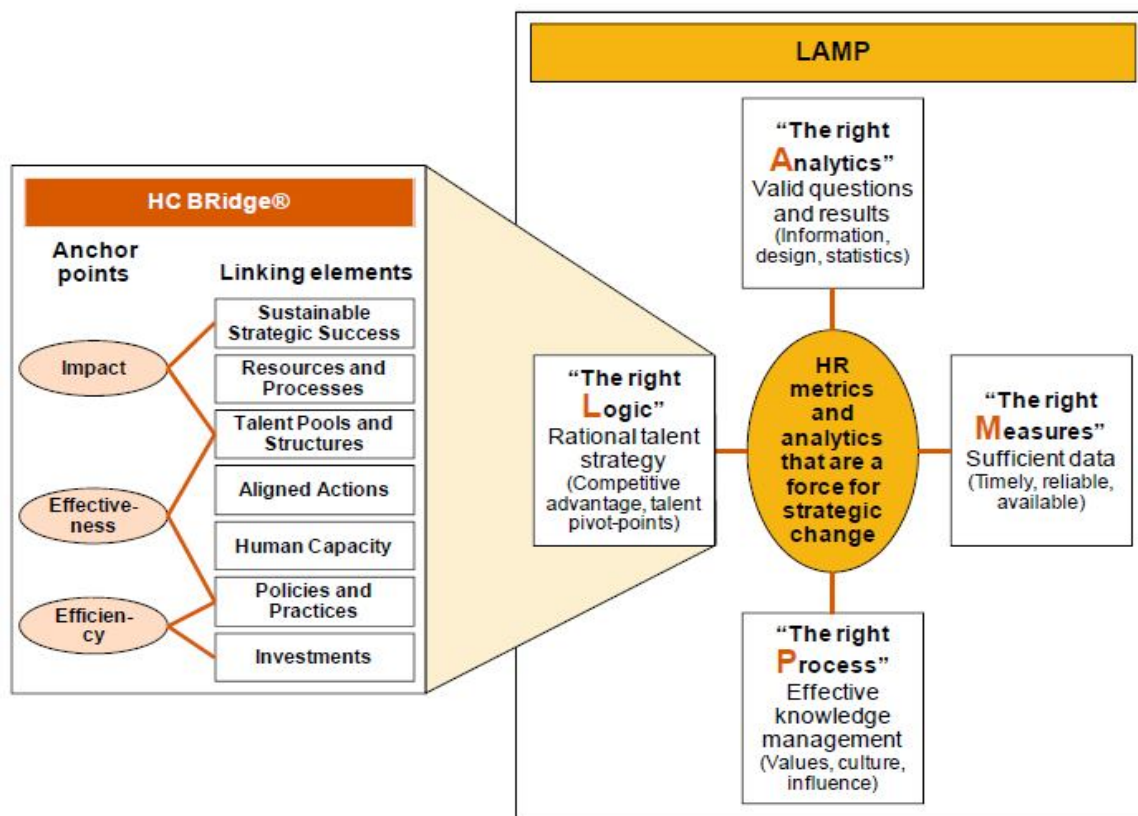 LAMP
"The right
Analytics"
Valid questions
and results
(Information,
design, statistics)
HC BRidge®
Anchor
points
Linking elements
Impact
Effective-
ness
Efficien-
cy
Sustainable
Strategic Success
Resources and
Processes
Talent Pools and
Structures
Aligned Actions
Human Capacity
Policies and
Practices
Investments
"The right
Logic"
Rational talent
strategy
(Competitive
advantage, talent
pivot-points)
HR
metrics
and
analytics
that are a
force for
strategic
change
"The right
Measures"
Sufficient data
(Timely, reliable,
available)
"The right
Process"
Effective
knowledge
management
(Values, culture,
influence)